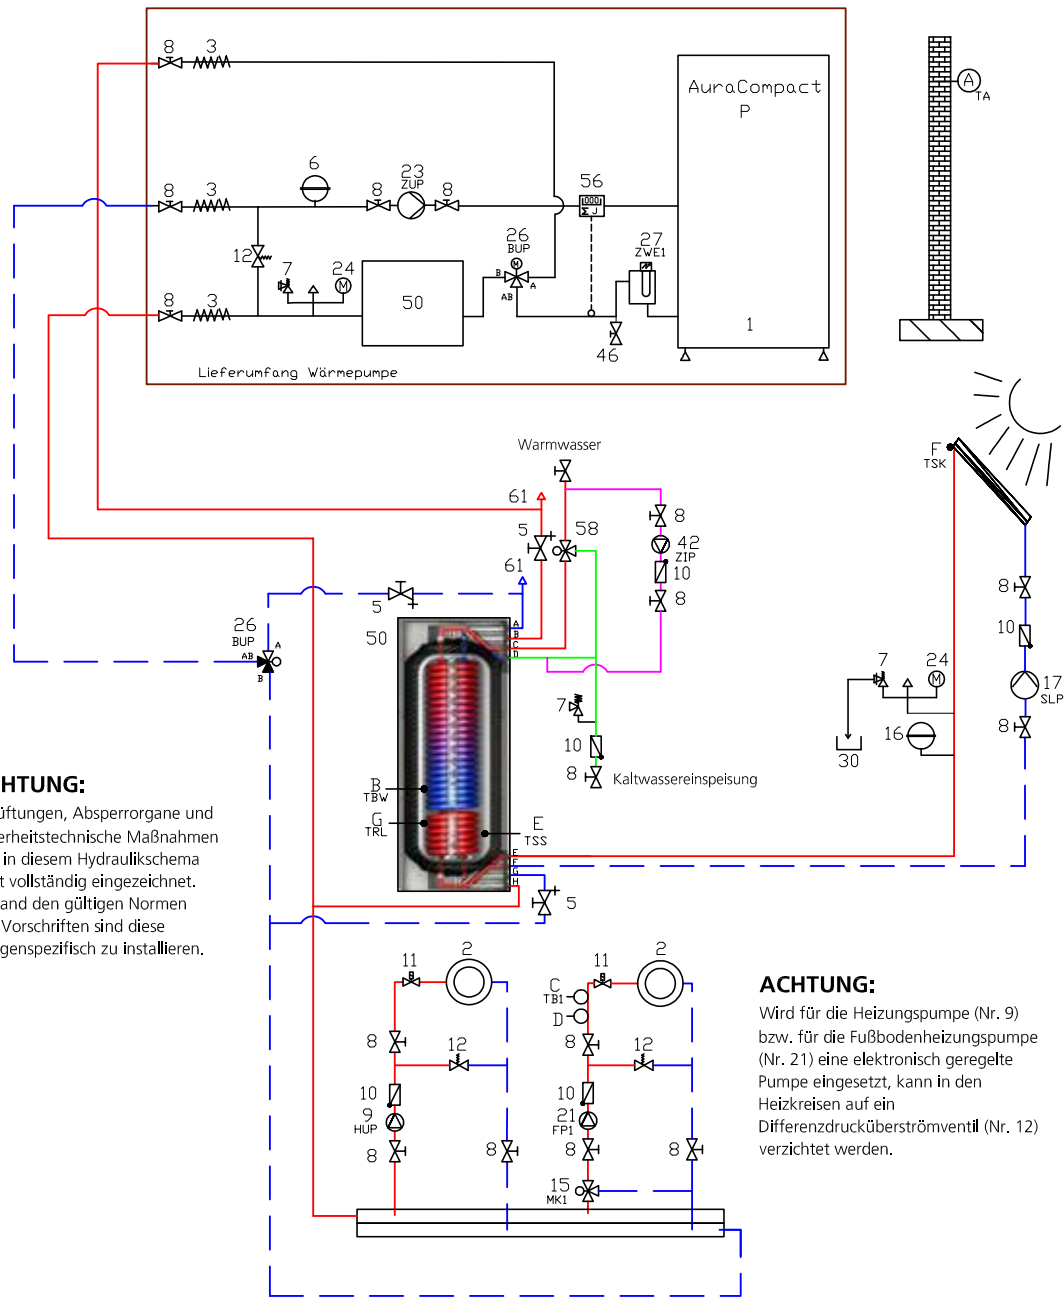 8
3
AuraCompact
P
A
TA
6
23
ZUP
8
3
8
8
56
000
Σ J
26
BUP
M
B
A
AB
27
ZWE1
12
7
24
M
8
3
50
46
1
Lieferumfang Wärmepumpe
Warmwasser
61
5
58
8
42
ZIP
10
8
61
5
F
TSK
8
10
17
SLP
8
26
BUP
A
AB
B
50
A
B
C
D
7
10
8
Kaltwassereinspeisung
7
24
M
16
30
B
TBW
G
TRL
E
TSS
E
F
G
H
5
HTUNG:
üftungen, Absperrorgane und
erheitstechnische Maßnahmen
in diesem Hydraulikschema
t vollständig eingezeichnet.
and den gültigen Normen
Vorschriften sind diese
genspezifisch zu installieren.
11
2
8
12
10
9
HUP
8
8
11
2
C
TB1
D
8
12
10
21
FP1
8
8
15
MK1
ACHTUNG:
Wird für die Heizungspumpe (Nr. 9)
bzw. für die Fußbodenheizungspumpe
(Nr. 21) eine elektronisch geregelte
Pumpe eingesetzt, kann in den
Heizkreisen auf ein
Differenzdrucküberströmventil (Nr. 12)
verzichtet werden.